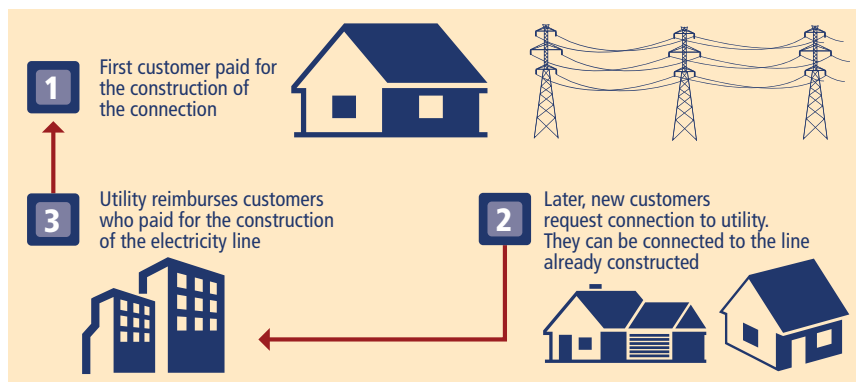 1
First customer paid for
the construction of
the connection
2
Later, new customers
request connection to utility.
They can be connected to the line
already constructed
3
Utility reimburses customers
who paid for the construction
of the electricity line